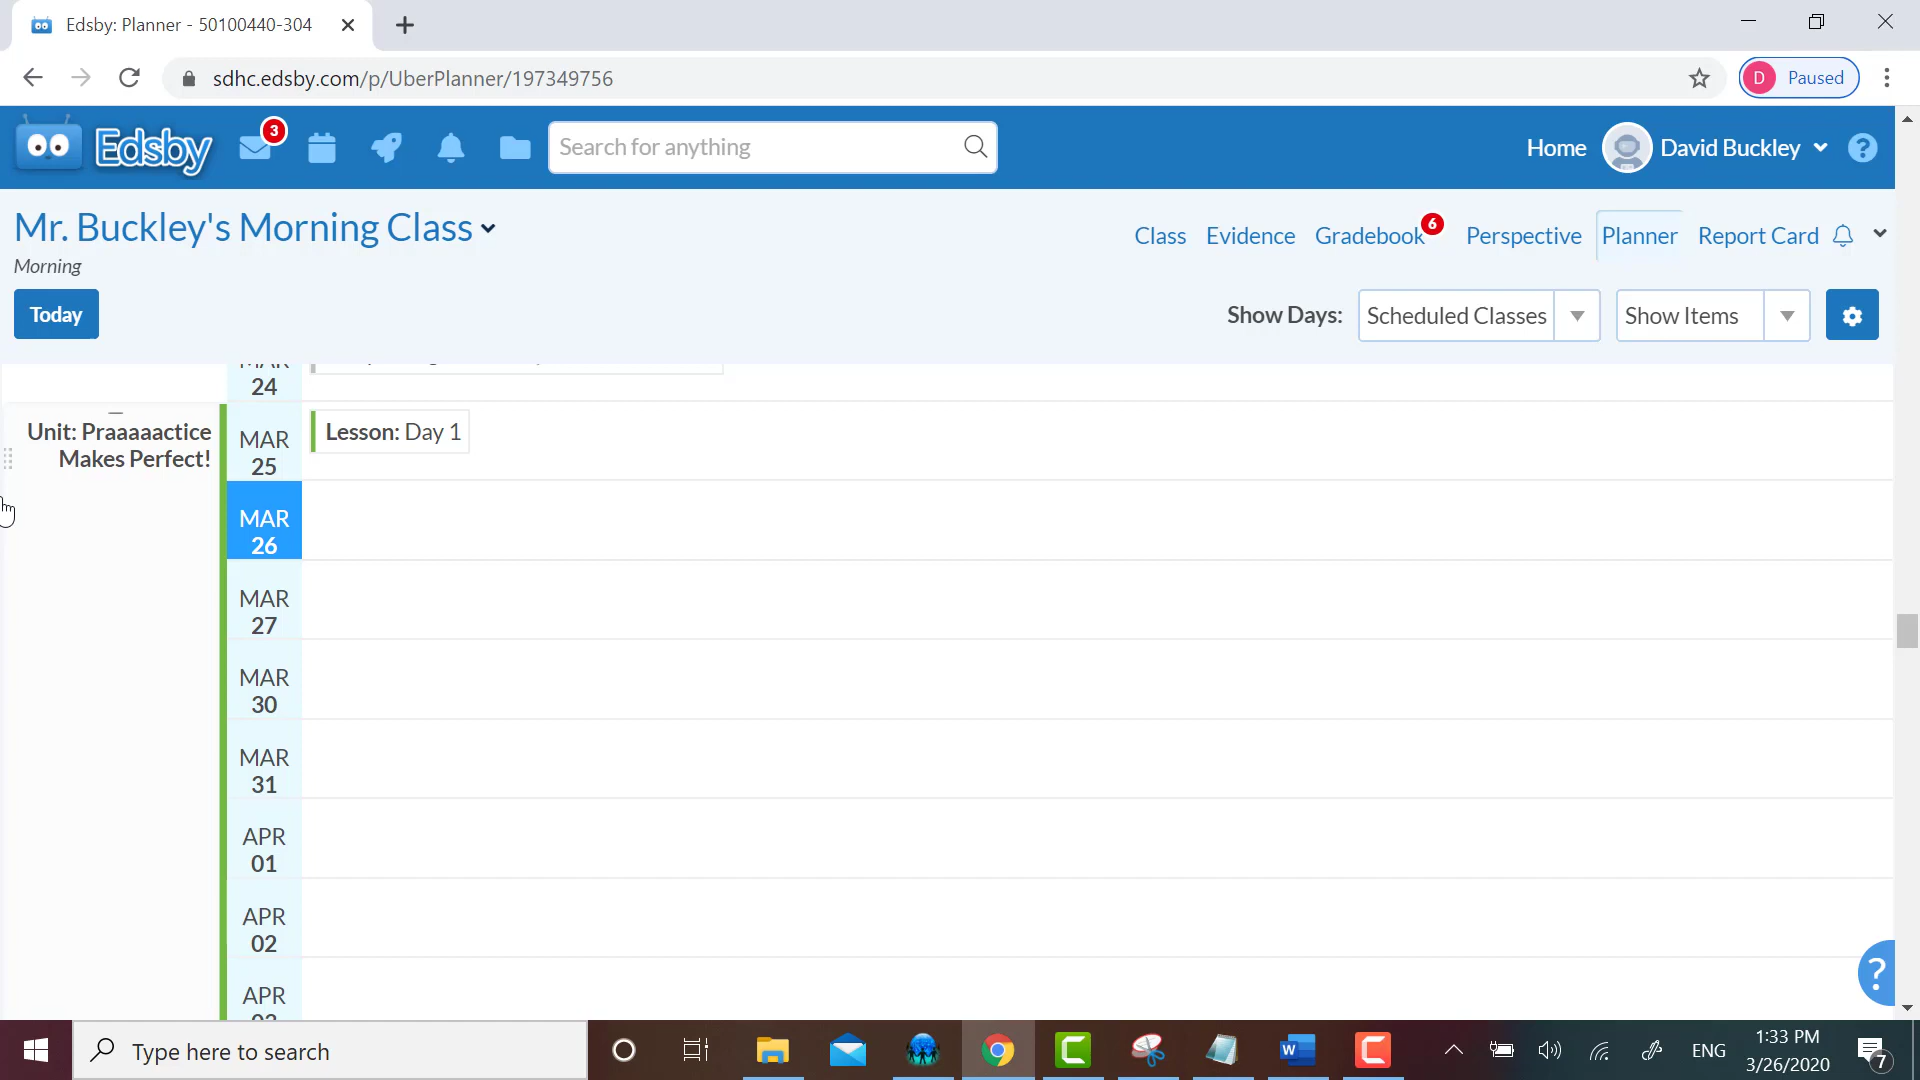 Edsby: Planner - 50100440-304
sdhc.edsby.com/p/UberPlanner/197349756
D Paused
Edsby
3
Search for anything
Home
David Buckley
?
Mr. Buckley's Morning Class
Morning
Class
Evidence
Gradebook
6
Perspective
Planner
Report Card
Today
Show Days:
Scheduled Classes
Show Items
24
Unit: Praaaaactice
Makes Perfect!
MAR
25
Lesson: Day 1
MAR
26
MAR
27
MAR
30
MAR
31
APR
01
APR
02
APR
?
Type here to search
ENG
1:33 PM
3/26/2020
7